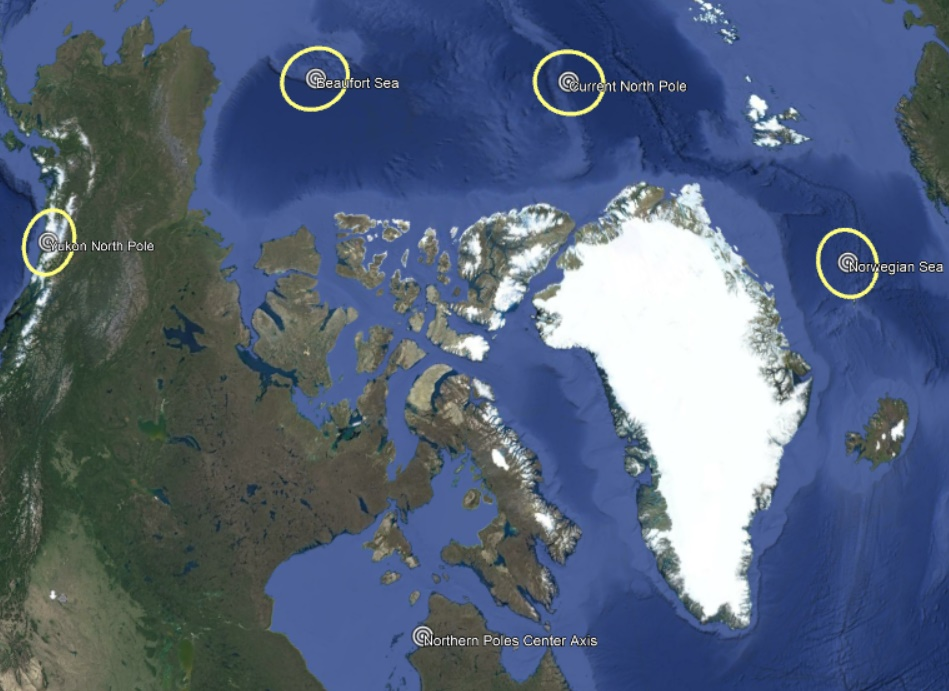 Beaufort Sea
Current North Pole
Yukon North Pole
Norwegian Sea
Northern Poles Center Axis